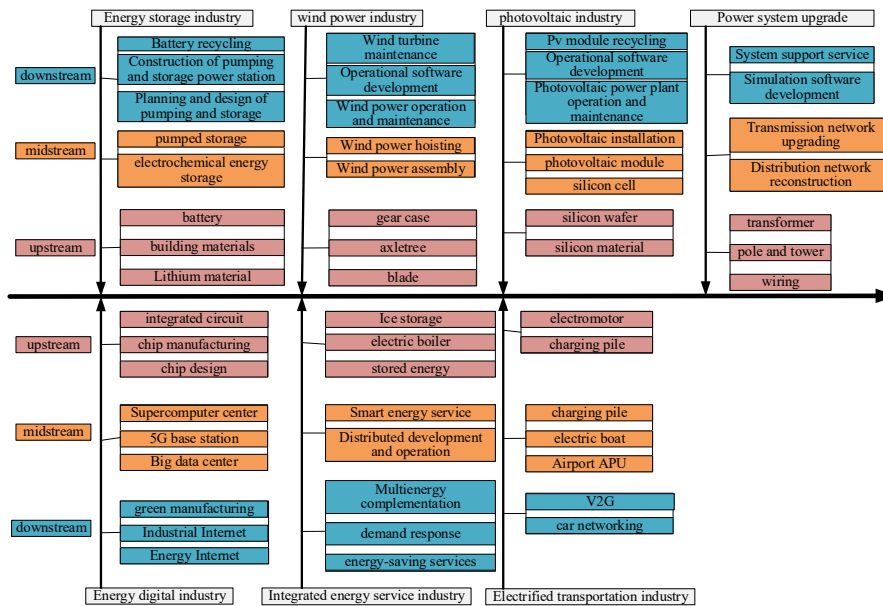 Energy storage industry
wind power industry
photovoltaic industry
Power system upgrade
downstream
Battery recycling
Construction of pumping
and storage power station
Planning and design of
pumping and storage
Wind turbine
maintenance
Operational software
development
Wind power operation
and maintenance
Pv module recycling
Operational software
development
Photovoltaic power plant
operation and
maintenance
System support service
Simulation software
development
midstream
pumped storage
electrochemical energy
storage
Wind power hoisting
Wind power assembly
Photovoltaic installation
photovoltaic module
silicon cell
Transmission network
upgrading
Distribution network
reconstruction
upstream
battery
building materials
Lithium material
gear case
axletree
blade
silicon wafer
silicon material
transformer
pole and tower
wiring
upstream
integrated circuit
chip manufacturing
chip design
Ice storage
electric boiler
stored energy
electromotor
charging pile
midstream
Supercomputer center
5G base station
Big data center
Smart energy service
Distributed development
and operation
charging pile
electric boat
Airport APU
downstream
green manufacturing
Industrial Internet
Energy Internet
Multienergy
complementation
demand response
energy-saving services
V2G
car networking
Energy digital industry
Integrated energy service industry
Electrified transportation industry